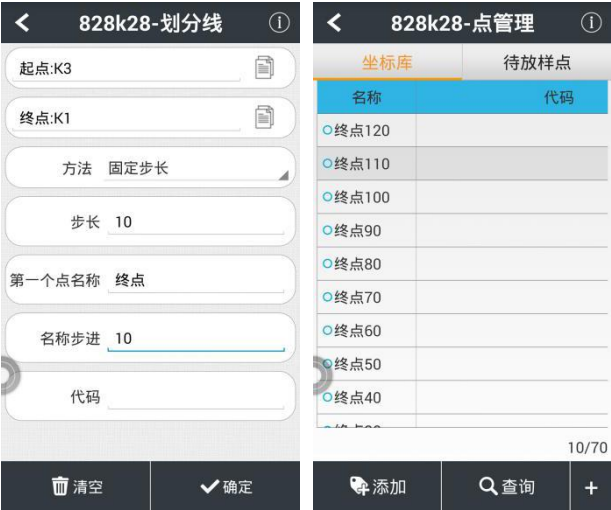 828k28-划分线
起点:K3
终点:K1
方法 固定步长
步长 10
第一个点名称 终点
名称步进 10
代码
清空 确定
828k28-点管理
坐标库 待放样点
名称 代码
终点120
终点110
终点100
终点90
终点80
终点70
终点60
终点50
终点40
10/70
添加 查询 +